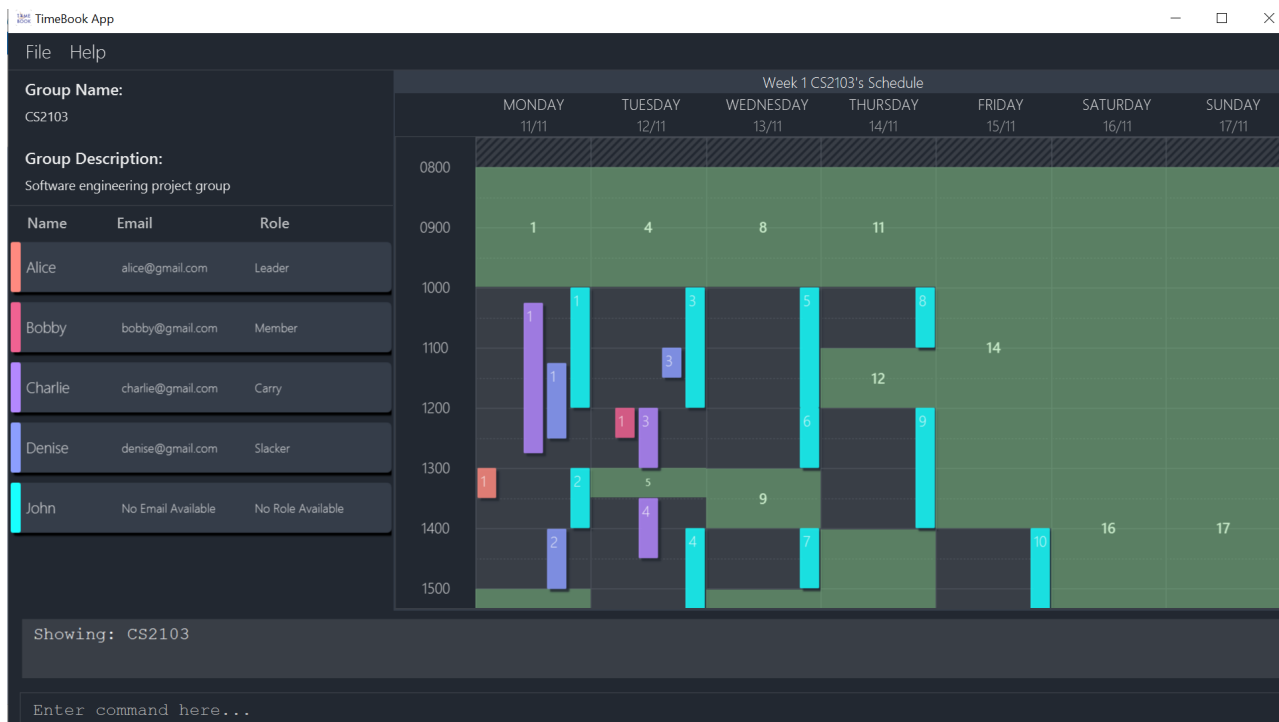 TIME BOOK TimeBook App
File Help
Group Name:
CS2103
Group Description:
Software engineering project group
Name Email Role
Alice alice@gmail.com Leader
Bobby bobby@gmail.com Member
Charlie charlie@gmail.com Carry
Denise denise@gmail.com Slacker
John No Email Available No Role Available
Week 1 CS2103's Schedule
MONDAY TUESDAY WEDNESDAY THURSDAY FRIDAY SATURDAY SUNDAY
11/11 12/11 13/11 14/11 15/11 16/11 17/11
0800
0900 1 4 8 11
1000
1 1 3 5 8
1100 14
1 3 12
1200
1 3 6 9
1300
1 2 5
4 9
1400 16 17
2 4 7 10
1500
Showing: CS2103
Enter command here...